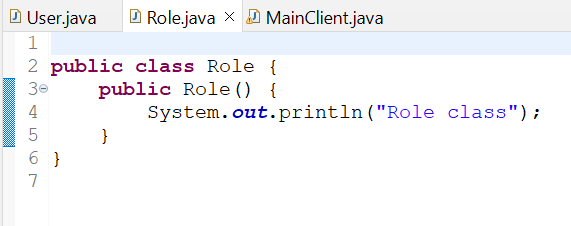 User.java Role.java MainClient.java
1
2 public class Role {
3 public Role() {
4 System.out.println("Role class");
5 }
6 }
7